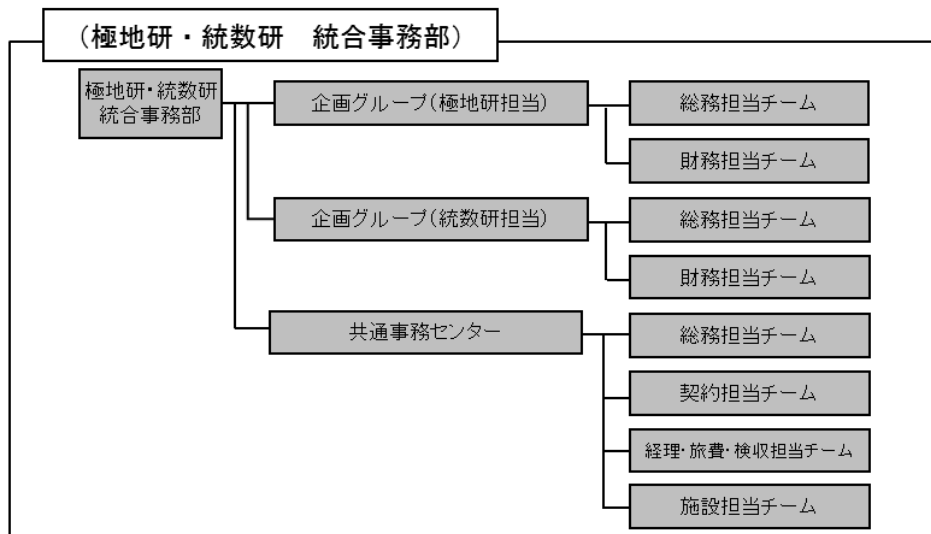 （極地研・統数研　統合事務部）
極地研・統数研
統合事務部
企画グループ(極地研担当)
総務担当チーム
財務担当チーム
企画グループ(統数研担当)
総務担当チーム
財務担当チーム
共通事務センター
総務担当チーム
契約担当チーム
経理・旅費・検収担当チーム
施設担当チーム